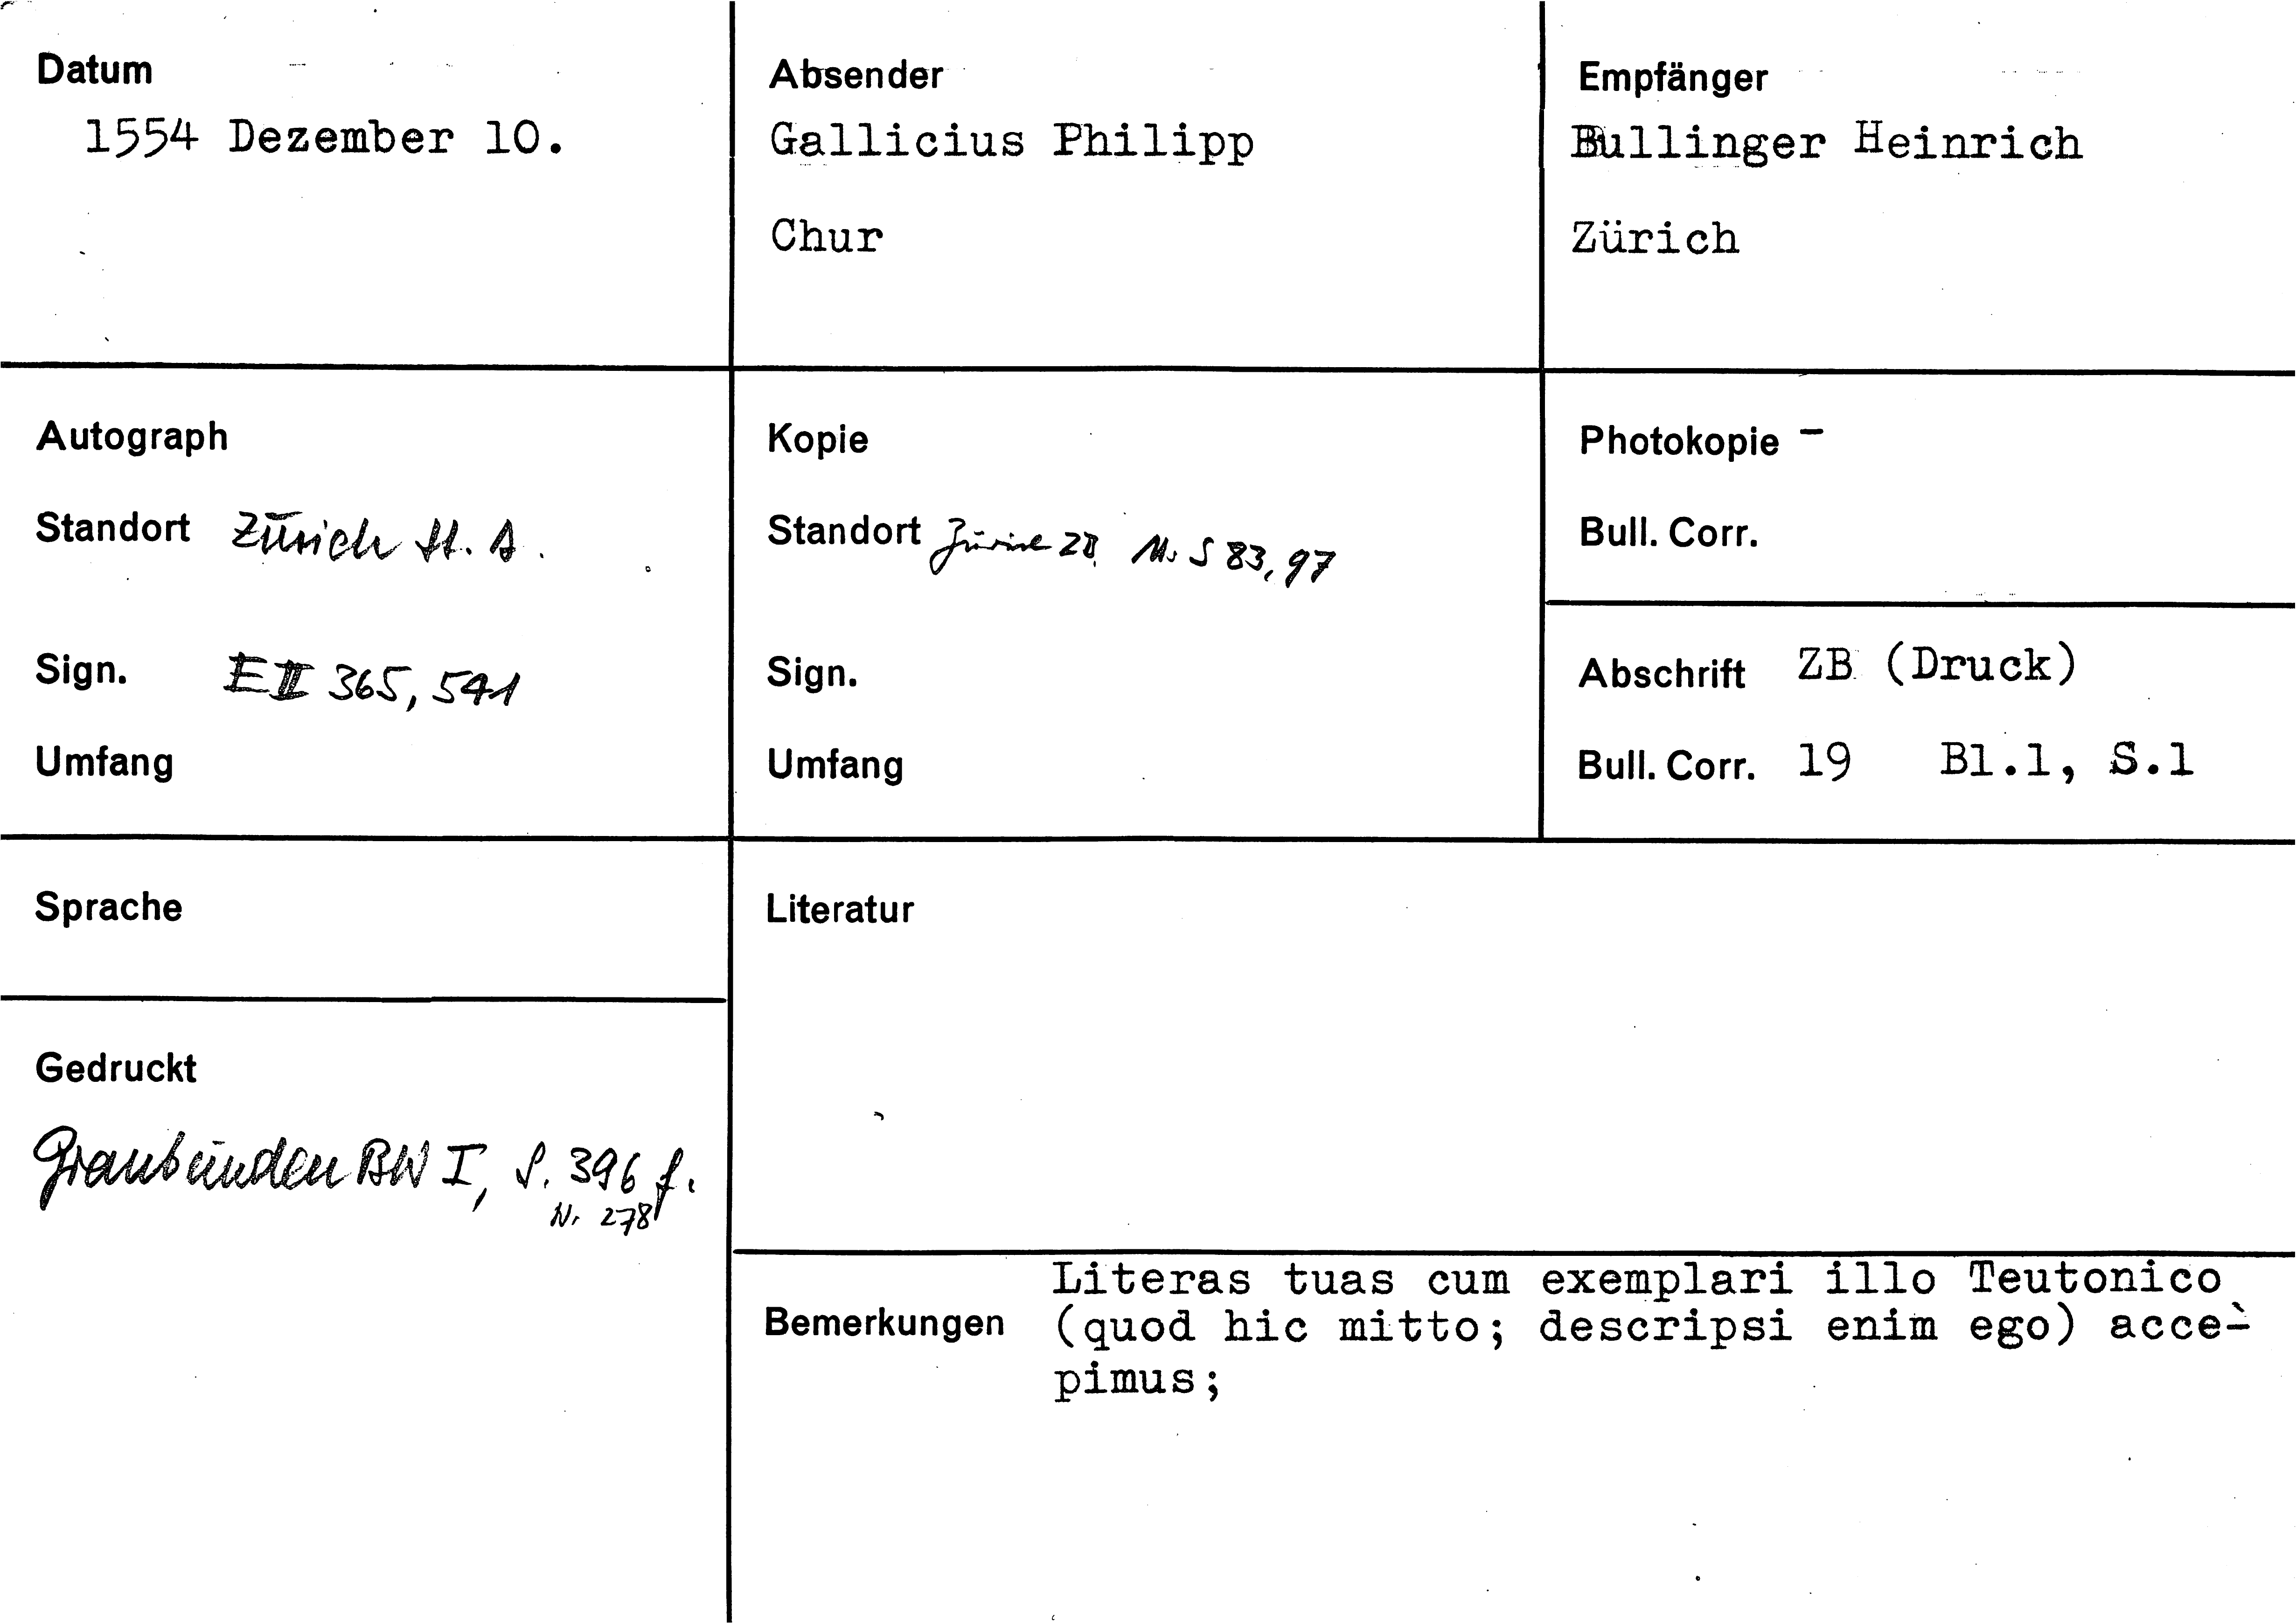 Datum
1554 Dezember 10.
Absender
Gallicius Philipp
Chur
Empfänger
Bullinger Heinrich
Zürich
Autograph
Standort Zürich St. A.
Sign. E II 365, 541
Umfang
Kopie
Standort Zürich ZB, Ms S 83, 97
Sign.
Umfang
Photokopie -
Bull. Corr.
Abschrift ZB (Druck)
Bull. Corr. 19 Bl.1, S.1
Sprache
Literatur
Gedruckt
Graubünden BW I, S. 396 f.
Nr 278
Bemerkungen
Literas tuas cum exemplari illo Teutonico
(quod hic mitto; descripsi enim ego) acce-
pimus;